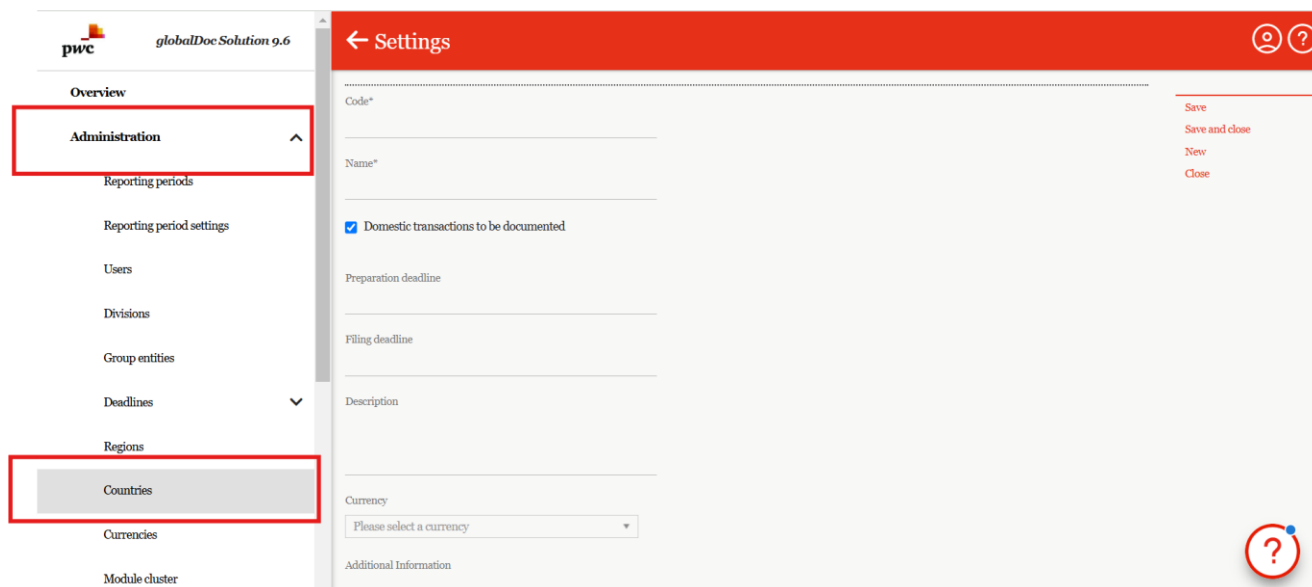 pwc
globalDoc Solution 9.6
Overview
Administration
Reporting periods
Reporting period settings
Users
Divisions
Group entities
Deadlines
Regions
Countries
Currencies
Module cluster
Settings
?
Code*
Name*
Domestic transactions to be documented
Preparation deadline
Filing deadline
Description
Currency
Please select a currency
Additional Information
Save
Save and close
New
Close
?